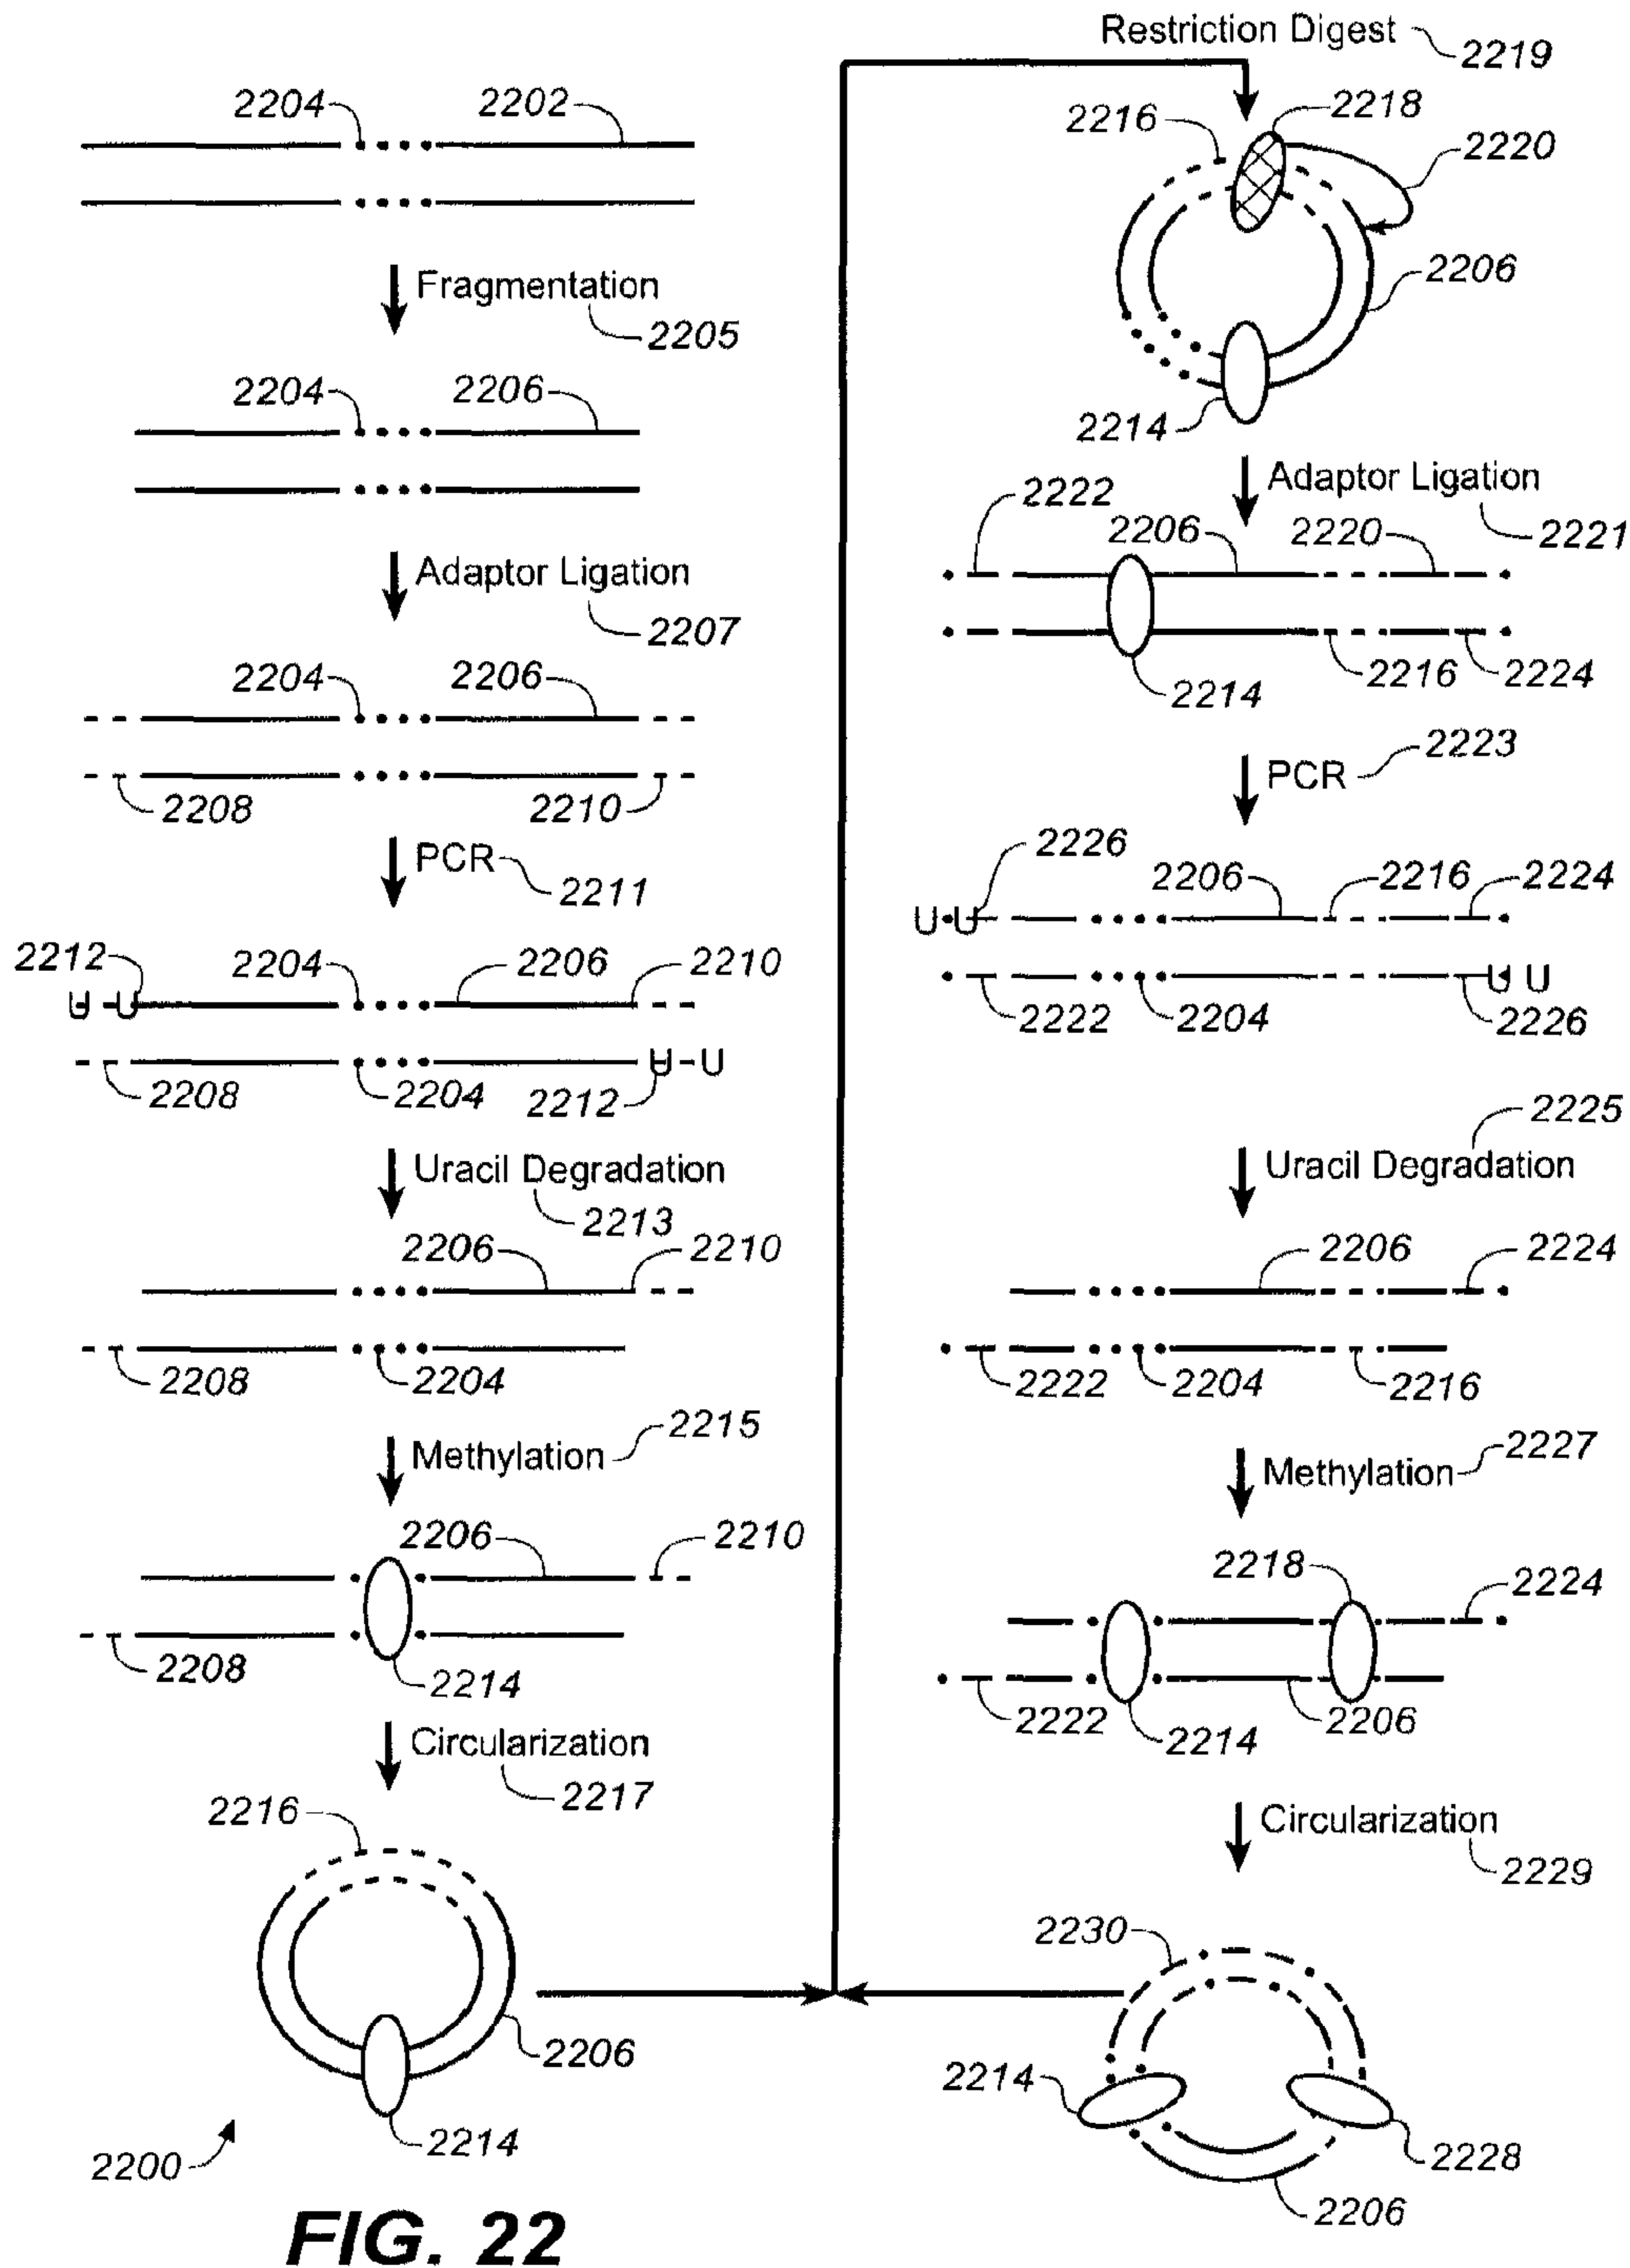 2204 2202
Fragmentation
2205
2204 2206
Adaptor Ligation
2207
2204 2206
2208 2210
PCR
2211
2212 2204 2206 2210
U U
U U
2208 2204 2212
Uracil Degradation
2213
2206 2210
2208 2204
2215
Methylation
2206 2210
2208 2214
Circularization
2217
2216
2206
2214
2200
FIG. 22
Restriction Digest 2219
2216 2218
2220
2206
2214
Adaptor Ligation
2221
2222 2206 2220
2214 2216 2224
PCR 2223
2226
2206 2216 2224
U U
U U
2222 2204 2226
2225
Uracil Degradation
2206 2224
2222 2204 2216
Methylation 2227
2218 2224
2222 2214 2206
Circularization
2229
2230
2214
2228
2206